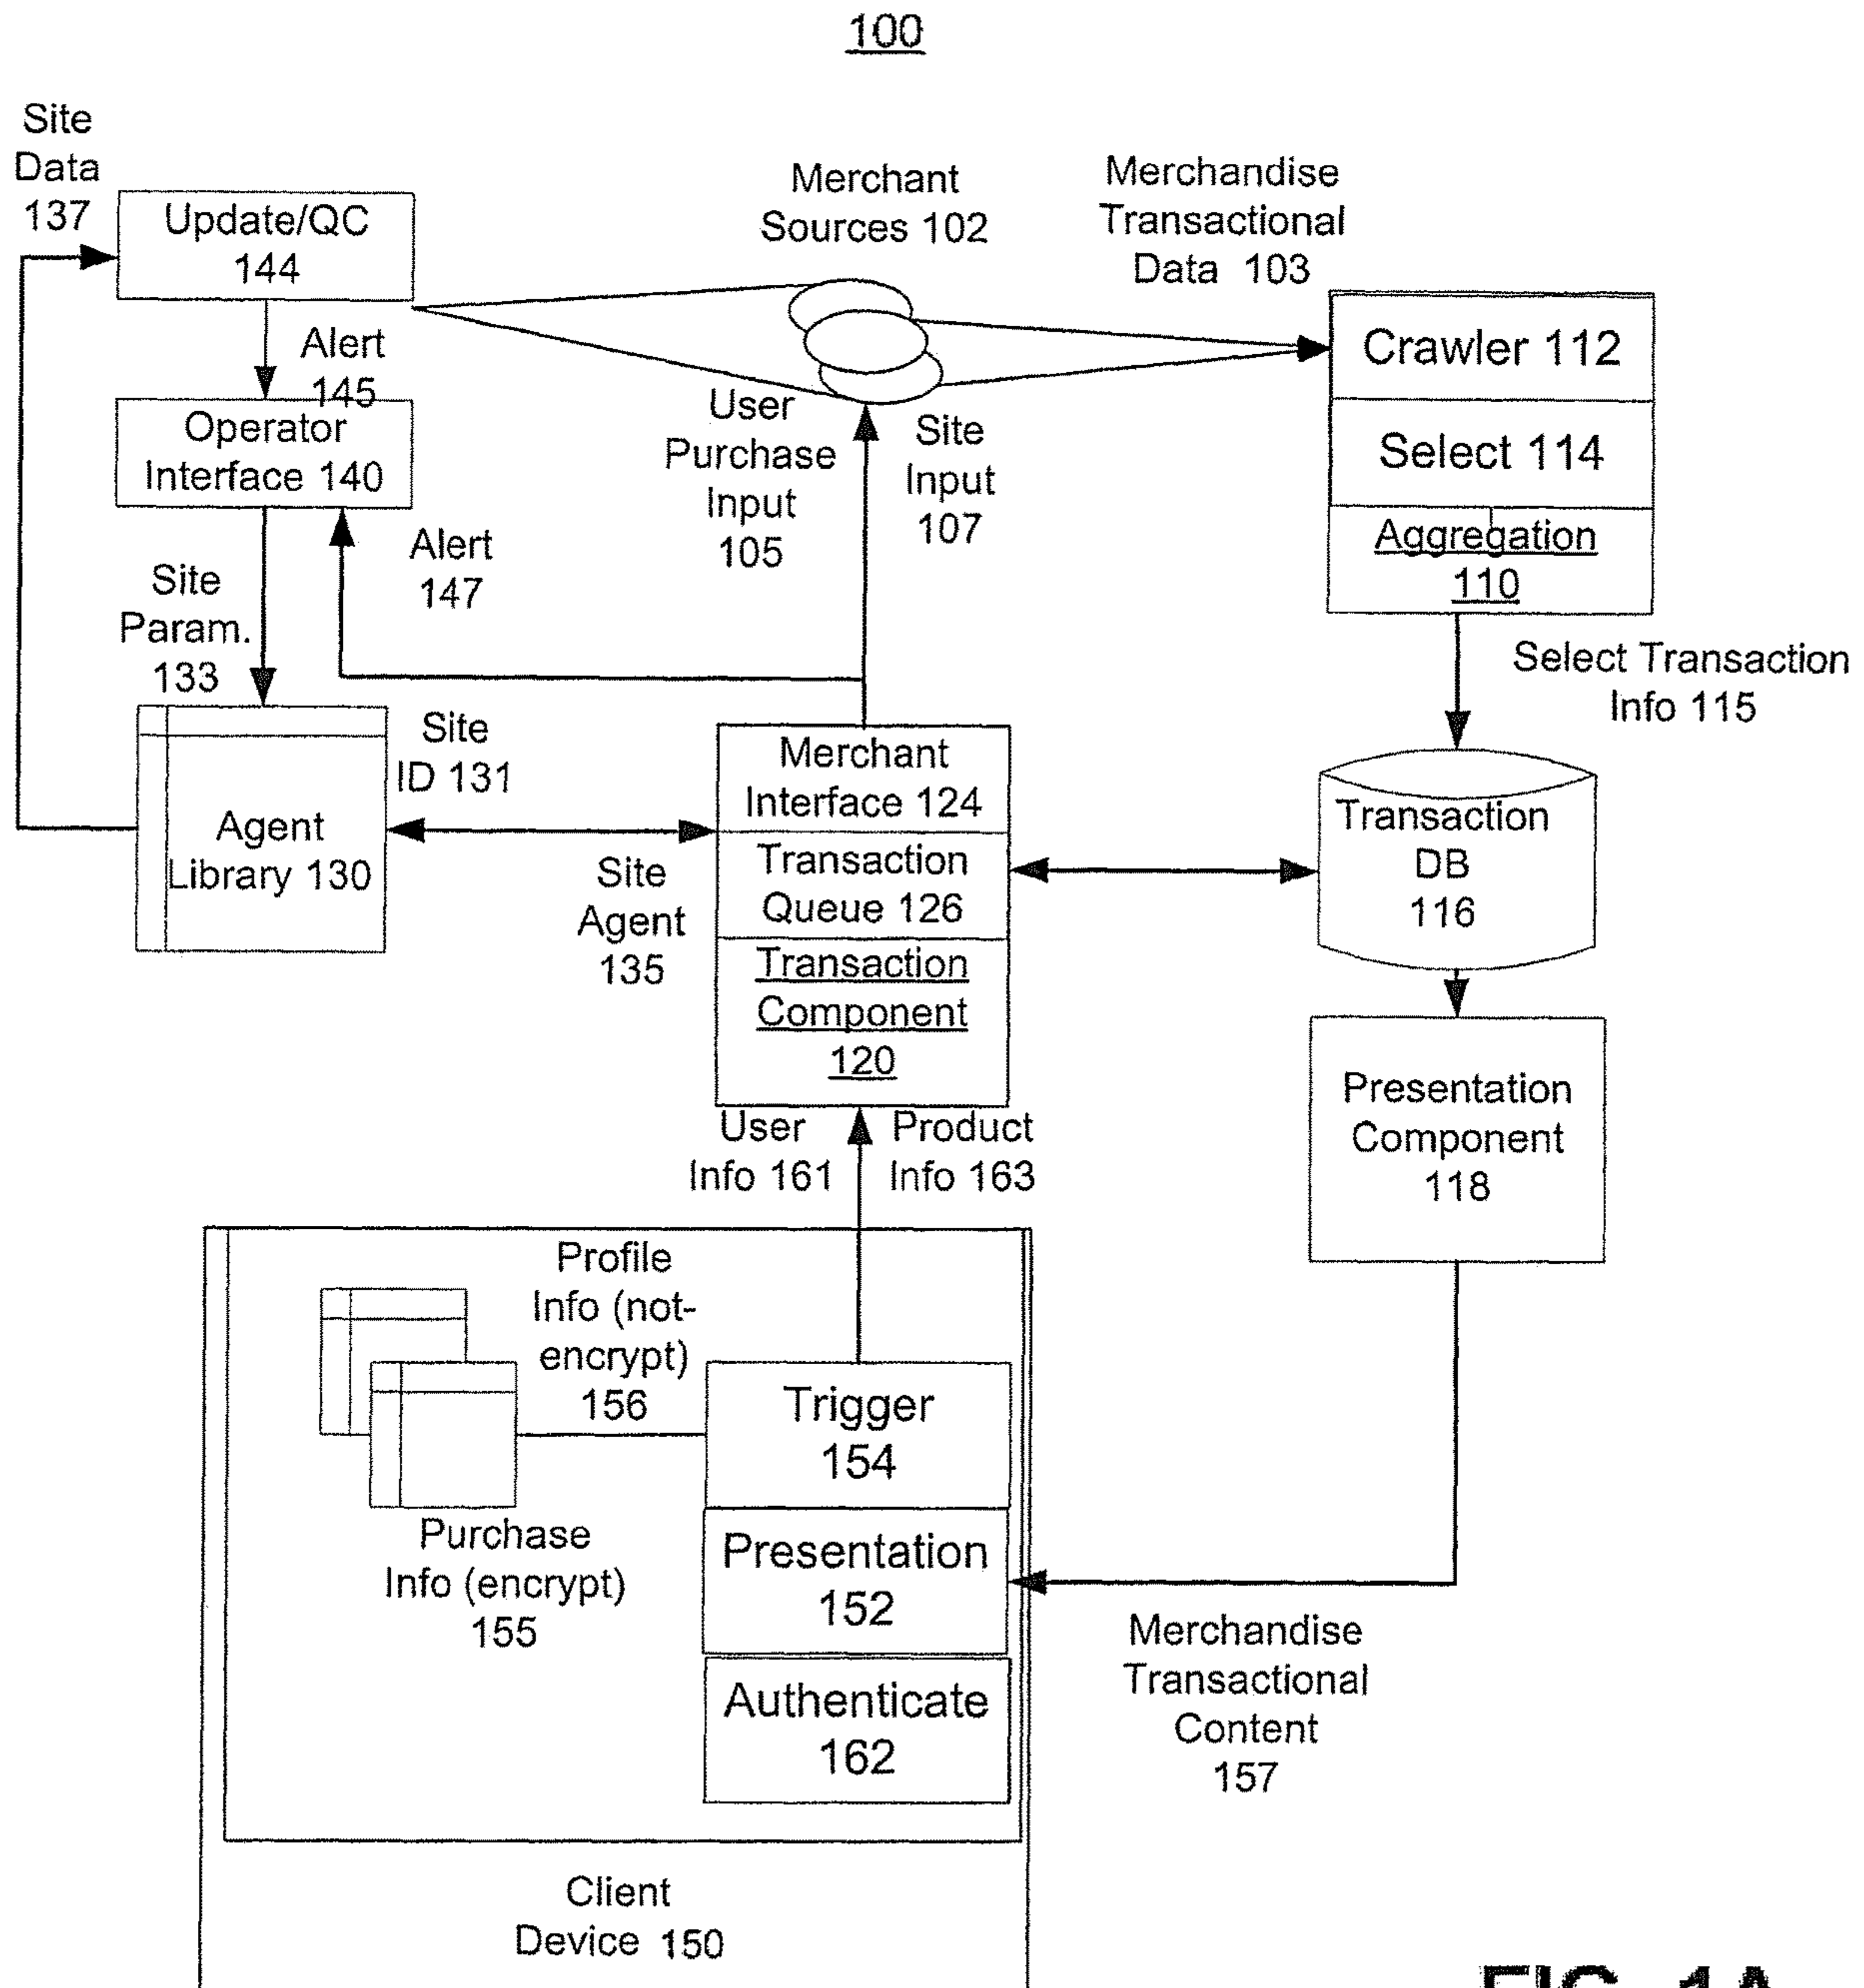 100
Site
Data
137
Update/QC
144
Merchant
Sources 102
Merchandise
Transactional
Data 103
Crawler 112
Select 114
Aggregation
110
Alert
145
Operator
Interface 140
User
Purchase
Input
105
Site
Input
107
Alert
147
Site
Param.
133
Select Transaction
Info 115
Site
ID 131
Agent
Library 130
Site
Agent
135
Merchant
Interface 124
Transaction
Queue 126
Transaction
Component
120
Transaction
DB
116
Presentation
Component
118
User
Info 161
Product
Info 163
Profile
Info (not-
encrypt)
156
Trigger
154
Purchase
Info (encrypt)
155
Presentation
152
Authenticate
162
Merchandise
Transactional
Content
157
Client
Device 150
FIG. 1A